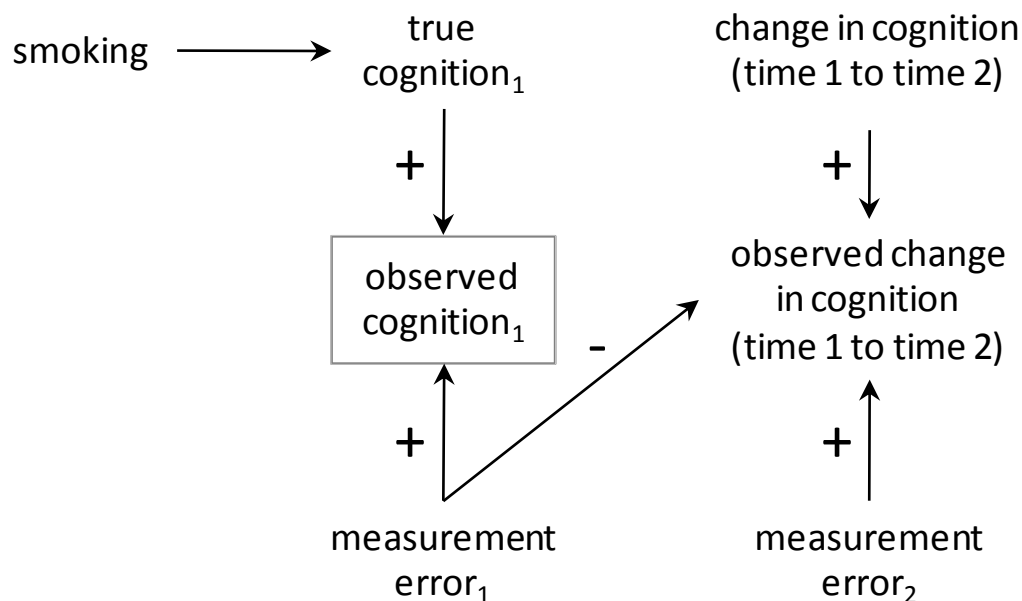 smoking
true
cognition₁
change in cognition
(time 1 to time 2)
+
+
observed
cognition₁
observed change
in cognition
(time 1 to time 2)
-
+
+
measurement
error₁
measurement
error₂